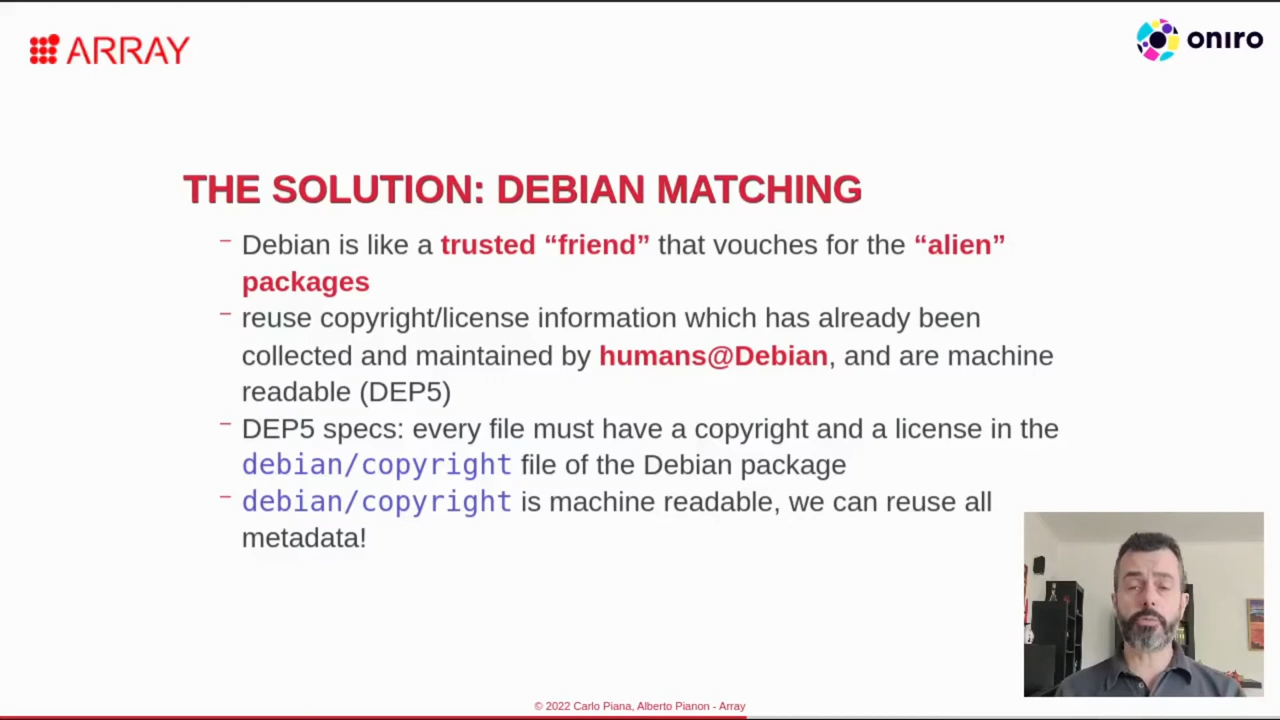 ARRAY
oniro
THE SOLUTION: DEBIAN MATCHING
– Debian is like a trusted “friend” that vouches for the “alien”
packages
– reuse copyright/license information which has already been
collected and maintained by humans@Debian, and are machine
readable (DEP5)
– DEP5 specs: every file must have a copyright and a license in the
debian/copyright file of the Debian package
– debian/copyright is machine readable, we can reuse all
metadata!
© 2022 Carlo Piana, Alberto Pianon - Array